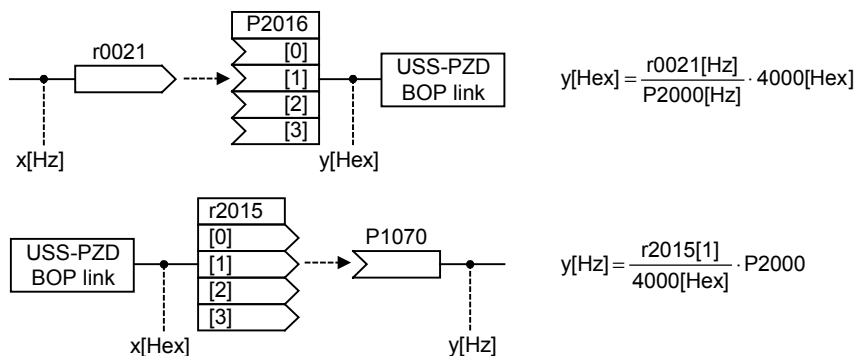 P2016
r0021
[0]
[1]
[2]
[3]
USS-PZD
BOP link
x[Hz]
y[Hex]
y[Hex] = r0021[Hz] / P2000[Hz] · 4000[Hex]
r2015
[0]
[1]
[2]
[3]
USS-PZD
BOP link
P1070
x[Hex]
y[Hz]
y[Hz] = r2015[1] / 4000[Hex] · P2000